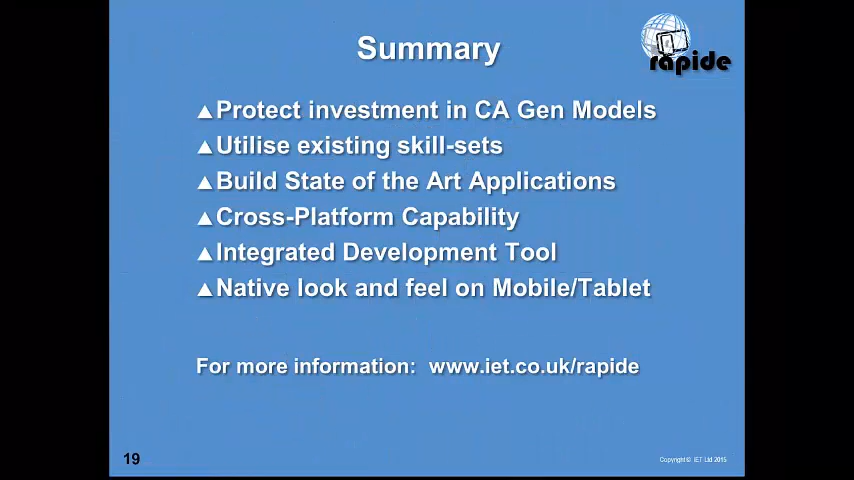 Summary
rapide
▲Protect investment in CA Gen Models
▲Utilise existing skill-sets
▲Build State of the Art Applications
▲Cross-Platform Capability
▲Integrated Development Tool
▲Native look and feel on Mobile/Tablet
For more information: www.iet.co.uk/rapide
19
Copyright© IET Ltd 2015